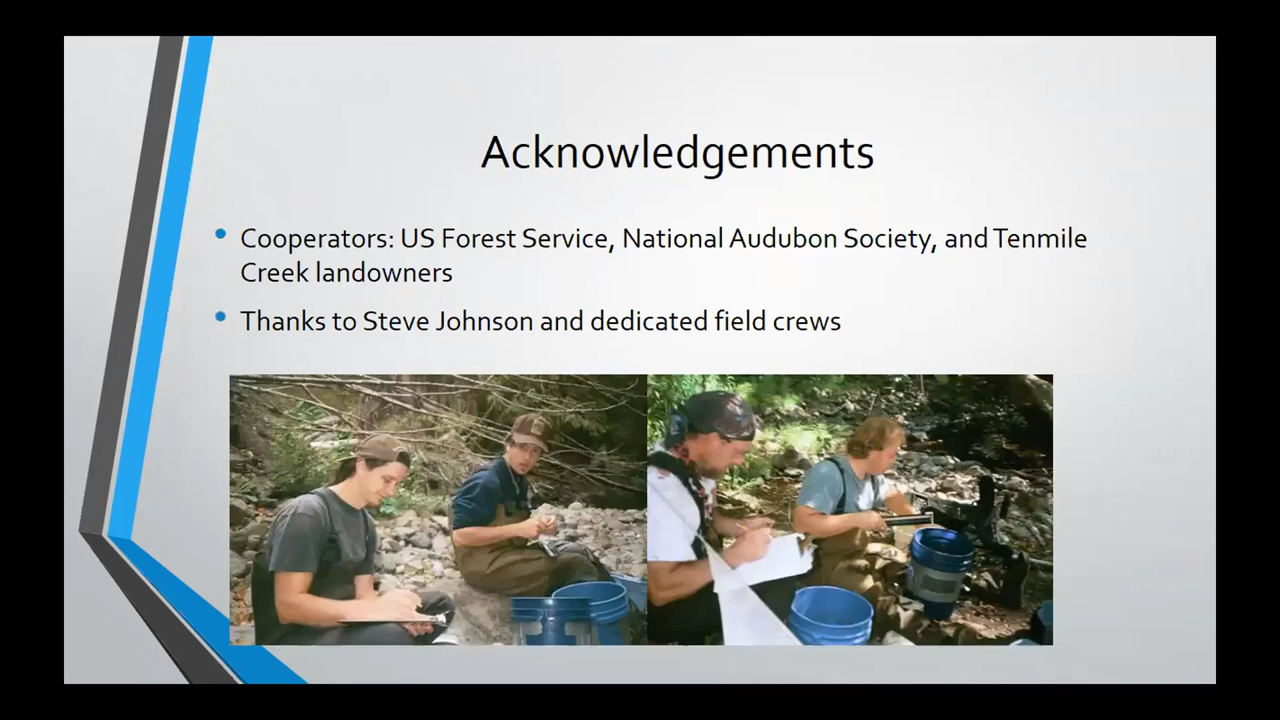 Acknowledgements
• Cooperators: US Forest Service, National Audubon Society, and Tenmile
Creek landowners
• Thanks to Steve Johnson and dedicated field crews